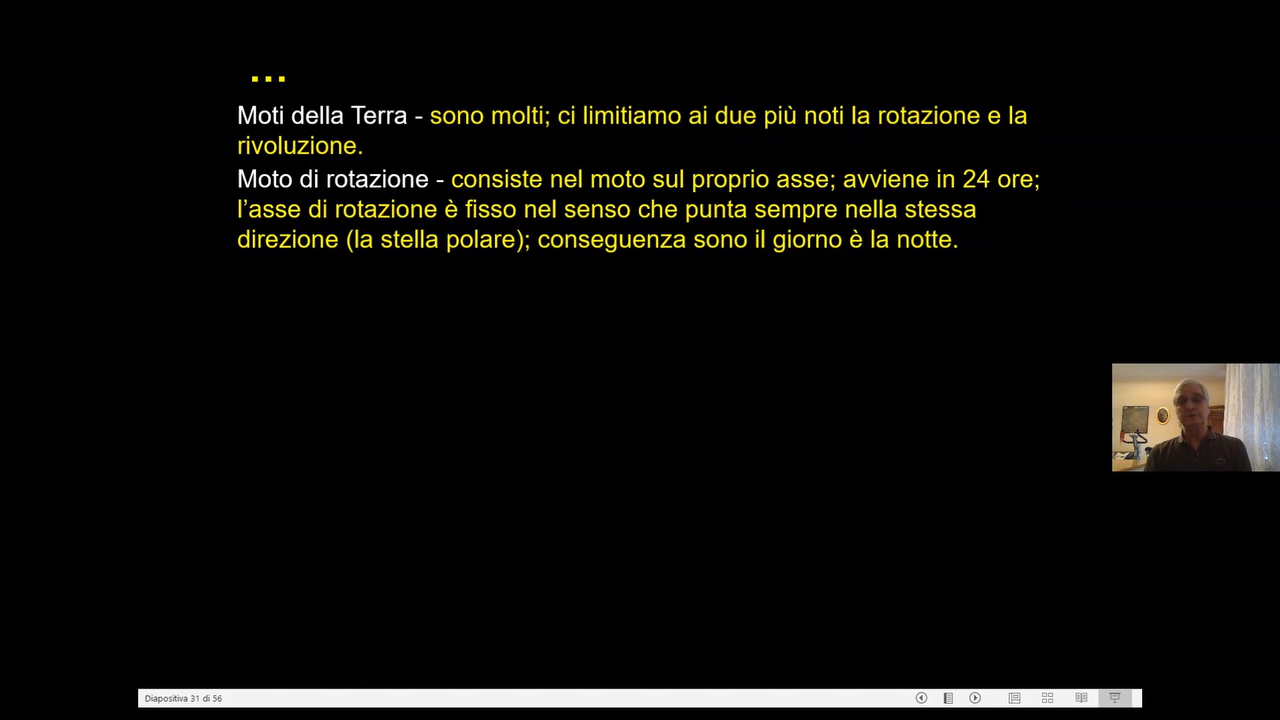 ...
Moti della Terra - sono molti; ci limitiamo ai due più noti la rotazione e la
rivoluzione.
Moto di rotazione - consiste nel moto sul proprio asse; avviene in 24 ore;
l’asse di rotazione è fisso nel senso che punta sempre nella stessa
direzione (la stella polare); conseguenza sono il giorno è la notte.
Diapositiva 31 di 56